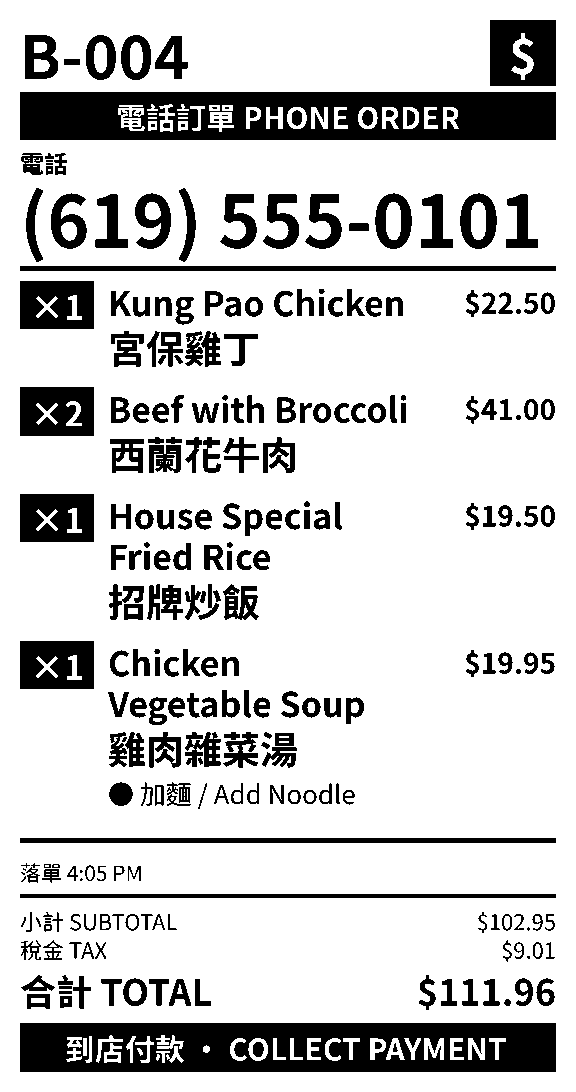 B-004 $
電話訂單 PHONE ORDER
電話
(619) 555-0101
×1 Kung Pao Chicken $22.50
宮保雞丁
×2 Beef with Broccoli $41.00
西蘭花牛肉
×1 House Special $19.50
Fried Rice
招牌炒飯
×1 Chicken $19.95
Vegetable Soup
雞肉雜菜湯
● 加麵 / Add Noodle
落單 4:05 PM
小計 SUBTOTAL $102.95
稅金 TAX $9.01
合計 TOTAL $111.96
到店付款 · COLLECT PAYMENT